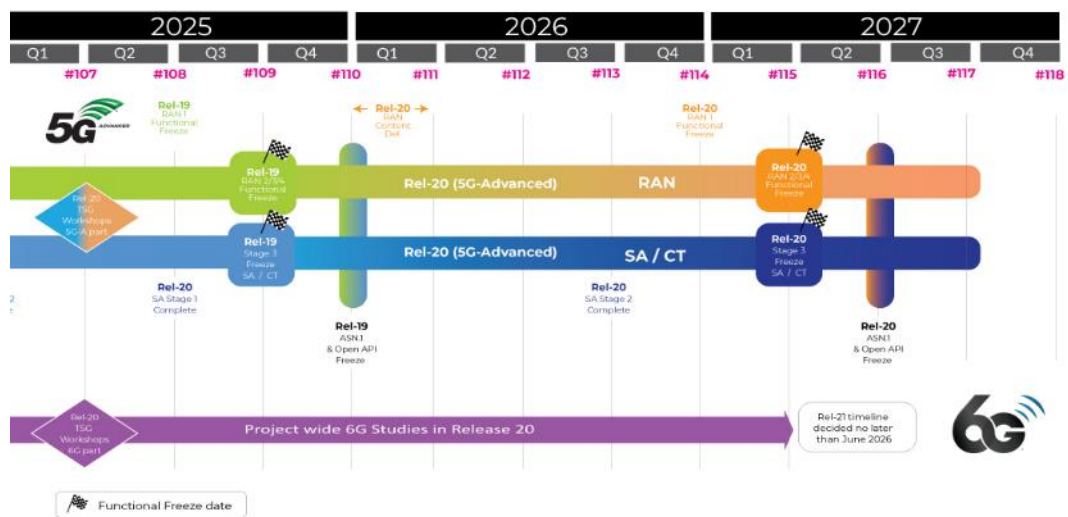 2025 2026 2027
Q1 Q2 Q3 Q4 Q1 Q2 Q3 Q4 Q1 Q2 Q3 Q4
#107 #108 #109 #110 #111 #112 #113 #114 #115 #116 #117 #118
5G ADVANCED
Rel-19
RAN 1
Functional
Freeze
Rel-20
RAN
Content
Def.
Rel-20
RAN 1
Functional
Freeze
Rel-19
RAN 2/3/4
Functional
Freeze
Rel-20 (5G-Advanced) RAN
Rel-20
RAN 2/3/4
Functional
Freeze
Rel-20
TSG
Workshops
5G-A part
Rel-19
Stage 3
Freeze
SA / CT
Rel-20 (5G-Advanced) SA / CT
Rel-20
Stage 3
Freeze
SA / CT
2
e
Rel-20
SA Stage 1
Complete
Rel-20
SA Stage 2
Complete
Rel-19
ASN.1
& Open API
Freeze
Rel-20
ASN.1
& Open API
Freeze
Rel-20
TSG
Workshops
6G part
Project wide 6G Studies in Release 20
Rel-21 timeline
decided no later
than June 2026
6G
Functional Freeze date